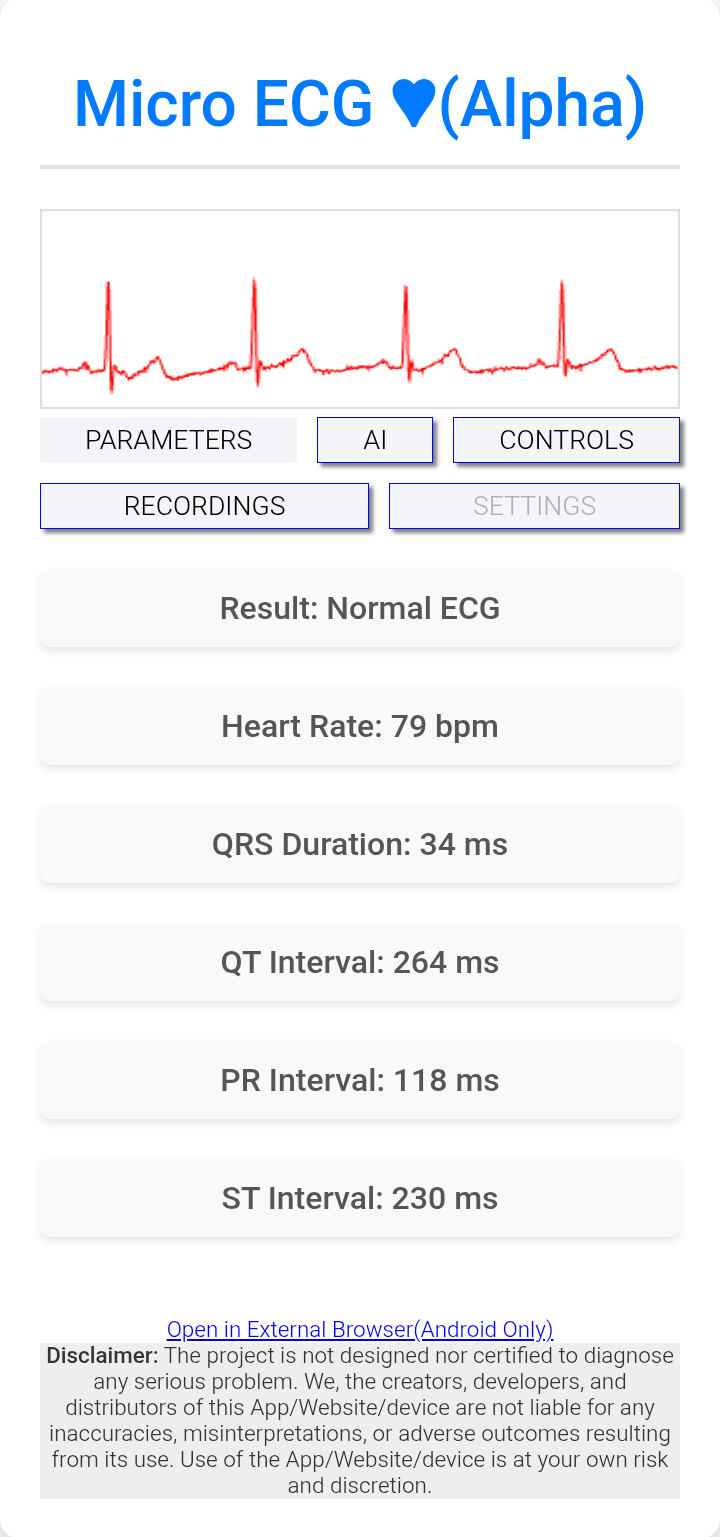 Micro ECG ♥(Alpha)
PARAMETERS
AI
CONTROLS
RECORDINGS
SETTINGS
Result: Normal ECG
Heart Rate: 79 bpm
QRS Duration: 34 ms
QT Interval: 264 ms
PR Interval: 118 ms
ST Interval: 230 ms
Open in External Browser(Android Only)
Disclaimer: The project is not designed nor certified to diagnose
any serious problem. We, the creators, developers, and
distributors of this App/Website/device are not liable for any
inaccuracies, misinterpretations, or adverse outcomes resulting
from its use. Use of the App/Website/device is at your own risk
and discretion.